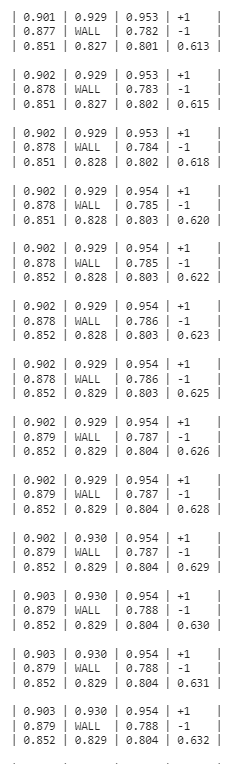 | 0.901 | 0.929 | 0.953 | +1 |
| 0.877 | WALL | 0.782 | -1 |
| 0.851 | 0.827 | 0.801 | 0.613 |
| 0.902 | 0.929 | 0.953 | +1 |
| 0.878 | WALL | 0.783 | -1 |
| 0.851 | 0.827 | 0.802 | 0.615 |
| 0.902 | 0.929 | 0.953 | +1 |
| 0.878 | WALL | 0.784 | -1 |
| 0.851 | 0.828 | 0.802 | 0.618 |
| 0.902 | 0.929 | 0.954 | +1 |
| 0.878 | WALL | 0.785 | -1 |
| 0.851 | 0.828 | 0.803 | 0.620 |
| 0.902 | 0.929 | 0.954 | +1 |
| 0.878 | WALL | 0.785 | -1 |
| 0.852 | 0.828 | 0.803 | 0.622 |
| 0.902 | 0.929 | 0.954 | +1 |
| 0.878 | WALL | 0.786 | -1 |
| 0.852 | 0.828 | 0.803 | 0.623 |
| 0.902 | 0.929 | 0.954 | +1 |
| 0.878 | WALL | 0.786 | -1 |
| 0.852 | 0.829 | 0.803 | 0.625 |
| 0.902 | 0.929 | 0.954 | +1 |
| 0.879 | WALL | 0.787 | -1 |
| 0.852 | 0.829 | 0.804 | 0.626 |
| 0.902 | 0.929 | 0.954 | +1 |
| 0.879 | WALL | 0.787 | -1 |
| 0.852 | 0.829 | 0.804 | 0.628 |
| 0.902 | 0.930 | 0.954 | +1 |
| 0.879 | WALL | 0.787 | -1 |
| 0.852 | 0.829 | 0.804 | 0.629 |
| 0.903 | 0.930 | 0.954 | +1 |
| 0.879 | WALL | 0.788 | -1 |
| 0.852 | 0.829 | 0.804 | 0.630 |
| 0.903 | 0.930 | 0.954 | +1 |
| 0.879 | WALL | 0.788 | -1 |
| 0.852 | 0.829 | 0.804 | 0.631 |
| 0.903 | 0.930 | 0.954 | +1 |
| 0.879 | WALL | 0.788 | -1 |
| 0.852 | 0.829 | 0.804 | 0.632 |